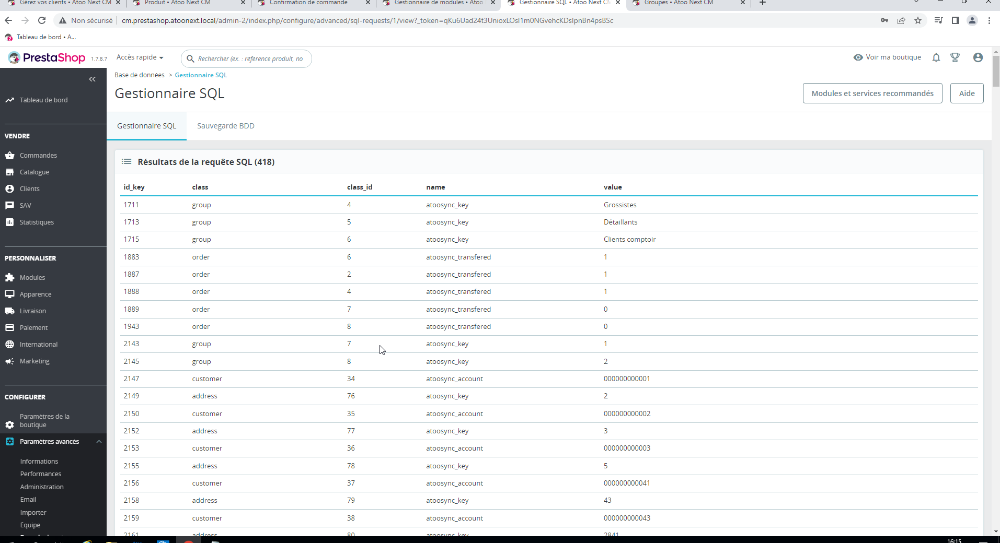 Gérez vos clients • Atoo Next CM
Produit • Atoo Next CM
Confirmation de commande
Gestionnaire de modules • Atoo
Gestionnaire SQL • Atoo Next CM
Groupes • Atoo Next CM
Non sécurisé
cm.prestashop.atoonext.local/admin-2/index.php/configure/advanced/sql-requests/1/view?_token=qKu6Uad24t3UnioxLOsI1m0NGvehcKDsIpnBn4psBSc
Tableau de bord • A...
PrestaShop 1.7.8.7
Accès rapide
Rechercher (ex. : référence produit, no
Voir ma boutique
Base de données > Gestionnaire SQL
Gestionnaire SQL
Modules et services recommandés
Aide
Gestionnaire SQL
Sauvegarde BDD
Tableau de bord
VENDRE
Commandes
Catalogue
Clients
SAV
Statistiques
PERSONNALISER
Modules
Apparence
Livraison
Paiement
International
Marketing
CONFIGURER
Paramètres de la
boutique
Paramètres avancés
Informations
Performances
Administration
Email
Importer
Équipe
Résultats de la requête SQL (418)
id_key class class_id name value
1711 group 4 atoosync_key Grossistes
1713 group 5 atoosync_key Détaillants
1715 group 6 atoosync_key Clients comptoir
1883 order 6 atoosync_transfered 1
1887 order 2 atoosync_transfered 1
1888 order 4 atoosync_transfered 1
1889 order 7 atoosync_transfered 0
1943 order 8 atoosync_transfered 0
2143 group 7 atoosync_key 1
2145 group 8 atoosync_key 2
2147 customer 34 atoosync_account 000000000001
2149 address 76 atoosync_key 2
2150 customer 35 atoosync_account 000000000002
2152 address 77 atoosync_key 3
2153 customer 36 atoosync_account 000000000003
2155 address 78 atoosync_key 5
2156 customer 37 atoosync_account 000000000041
2158 address 79 atoosync_key 43
2159 customer 38 atoosync_account 000000000043
2161 address 80 atoosync_key 2841
16:15